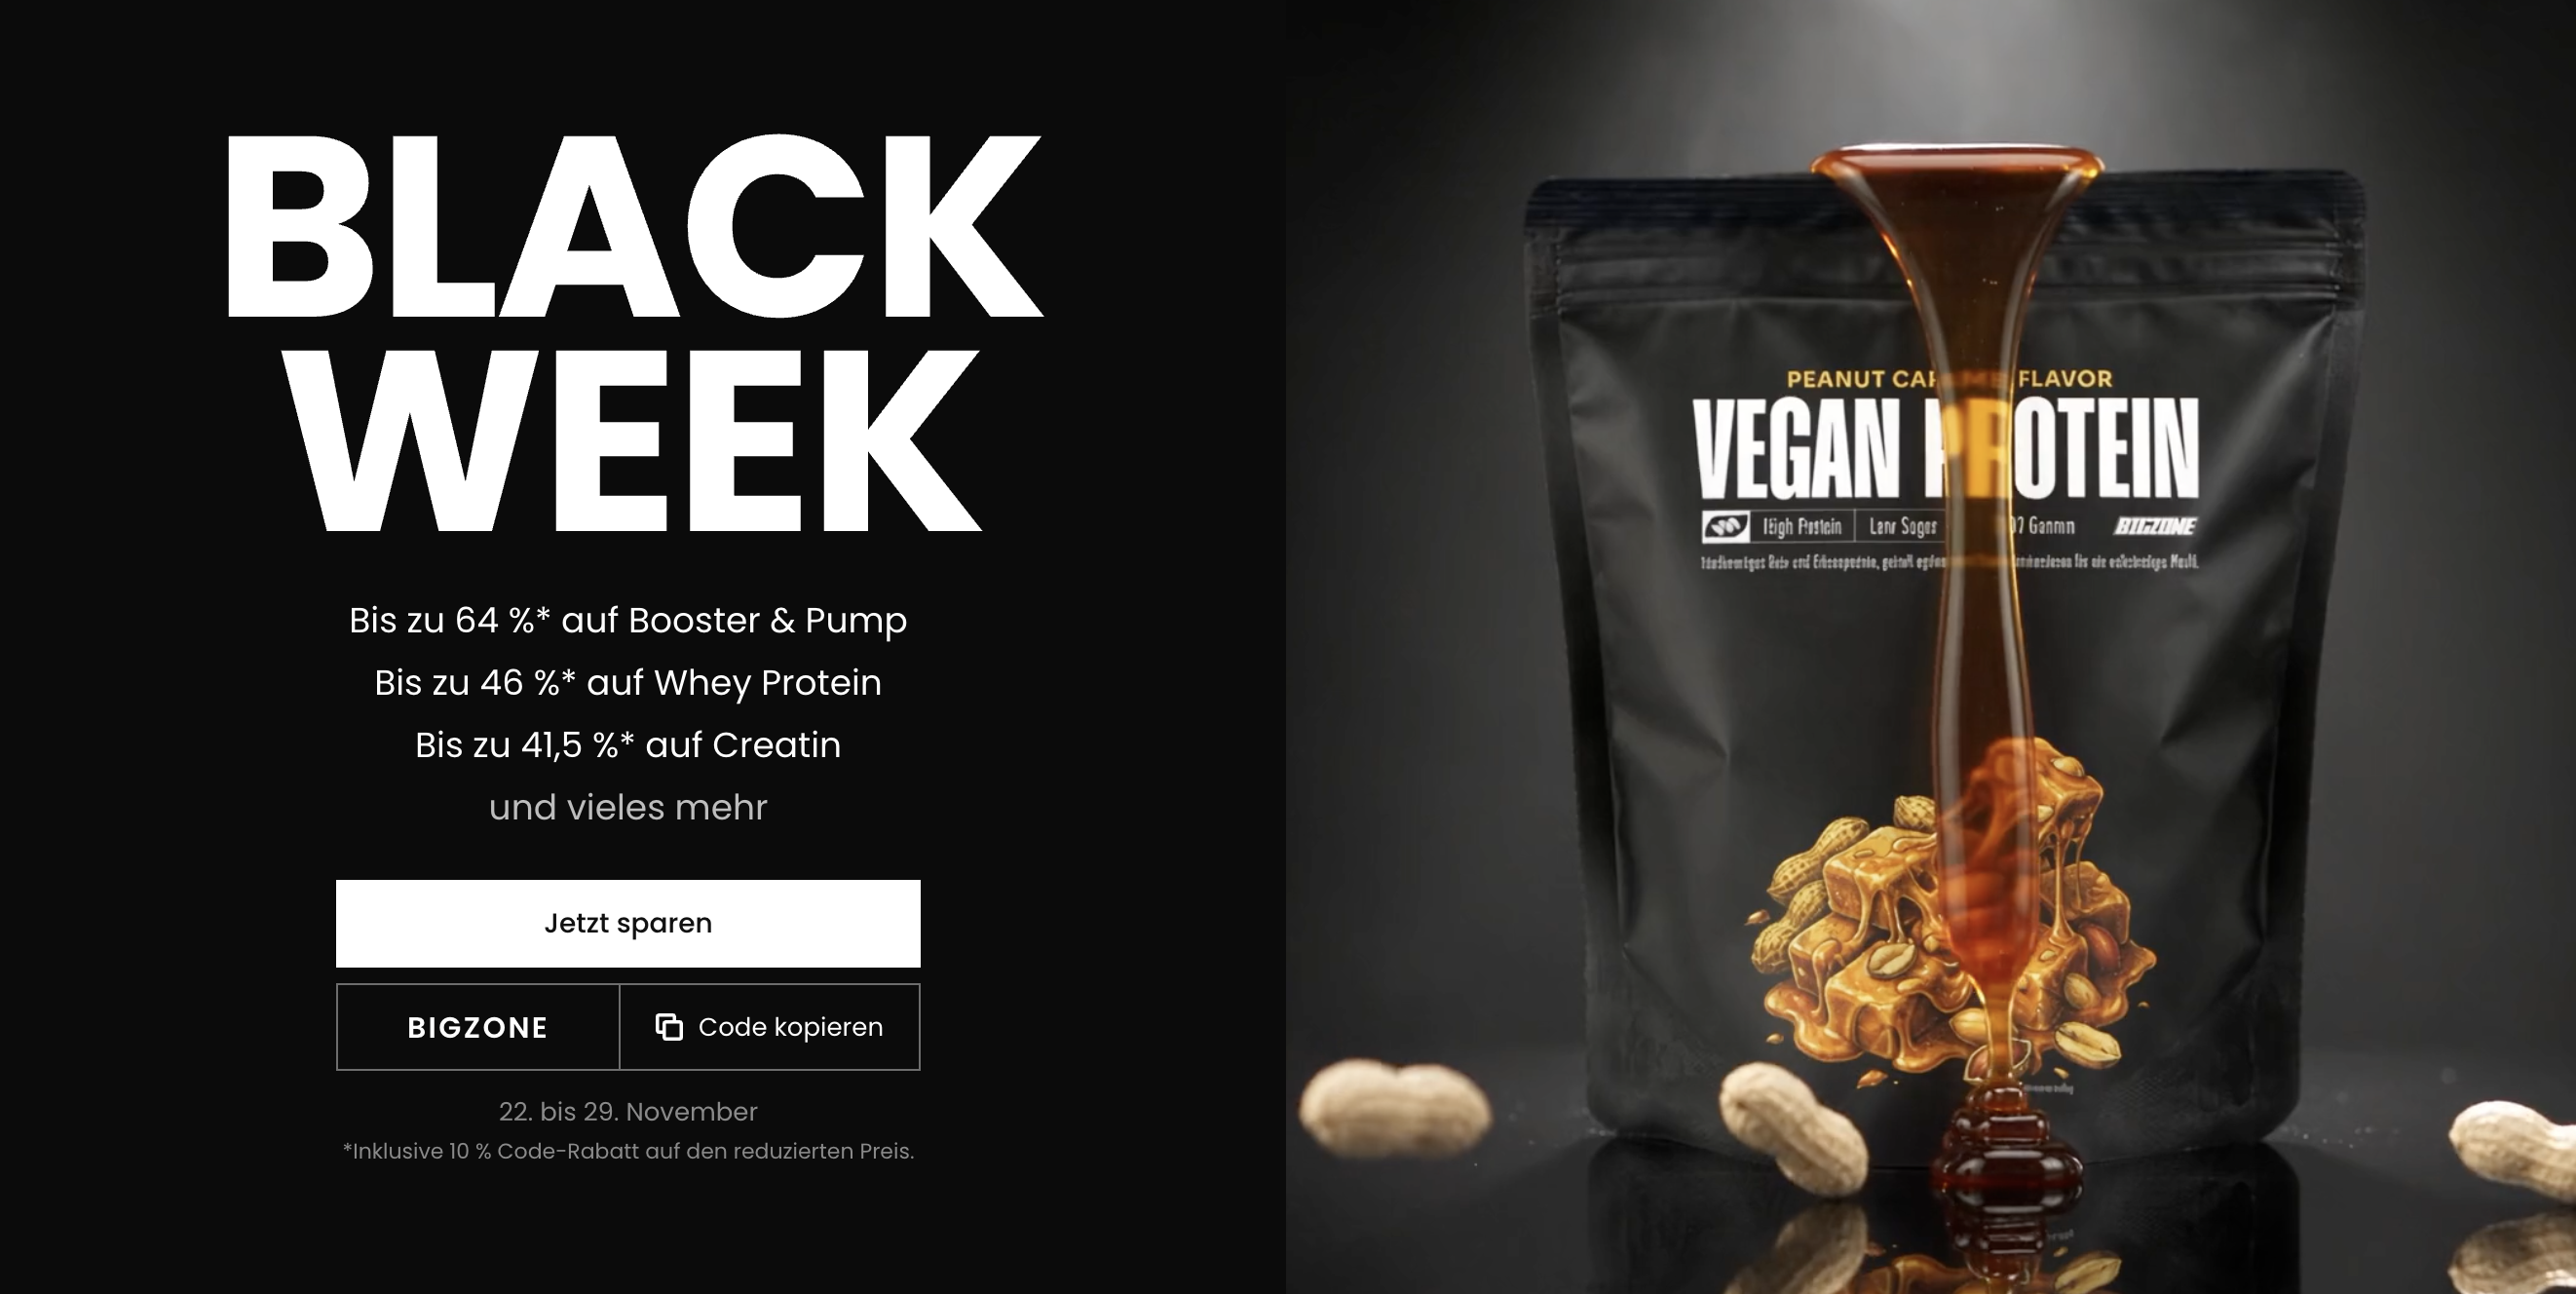 BLACK
WEEK
Bis zu 64 %* auf Booster & Pump
Bis zu 46 %* auf Whey Protein
Bis zu 41,5 %* auf Creatin
und vieles mehr
Jetzt sparen
BIGZONE
Code kopieren
22. bis 29. November
*Inklusive 10 % Code-Rabatt auf den reduzierten Preis.
PEANUT FLAVOR
VEGAN PROTEIN
BIGZONE